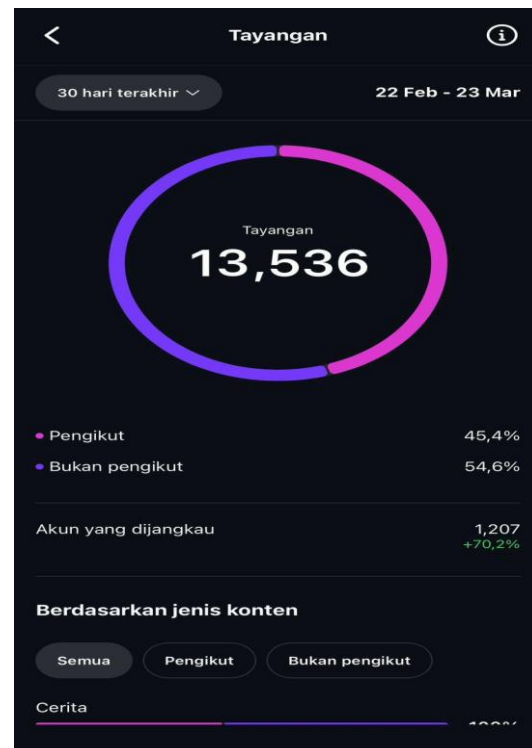 Tayangan
30 hari terakhir
22 Feb - 23 Mar
Tayangan
13,536
Pengikut 45,4%
Bukan pengikut 54,6%
Akun yang dijangkau 1,207
+70,2%
Berdasarkan jenis konten
Semua Pengikut Bukan pengikut
Cerita